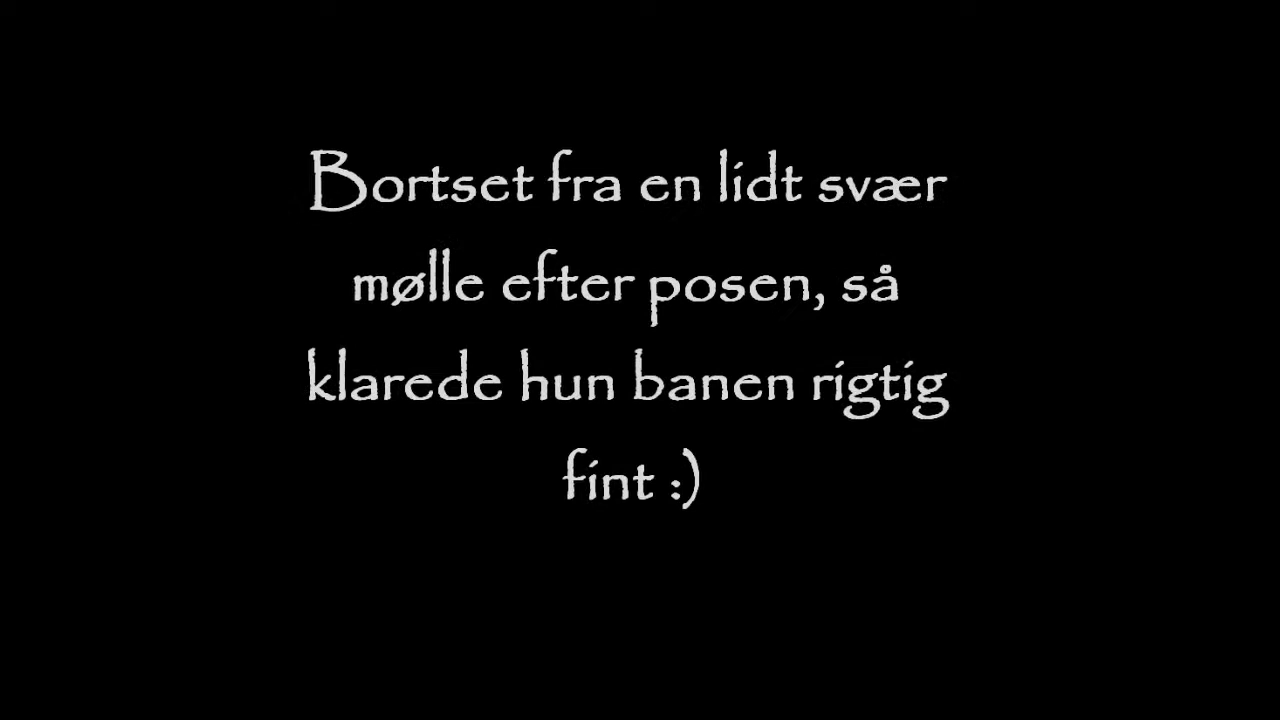 Bortset fra en lidt svær
mølle efter posen, så
klarede hun banen rigtig
fint :)